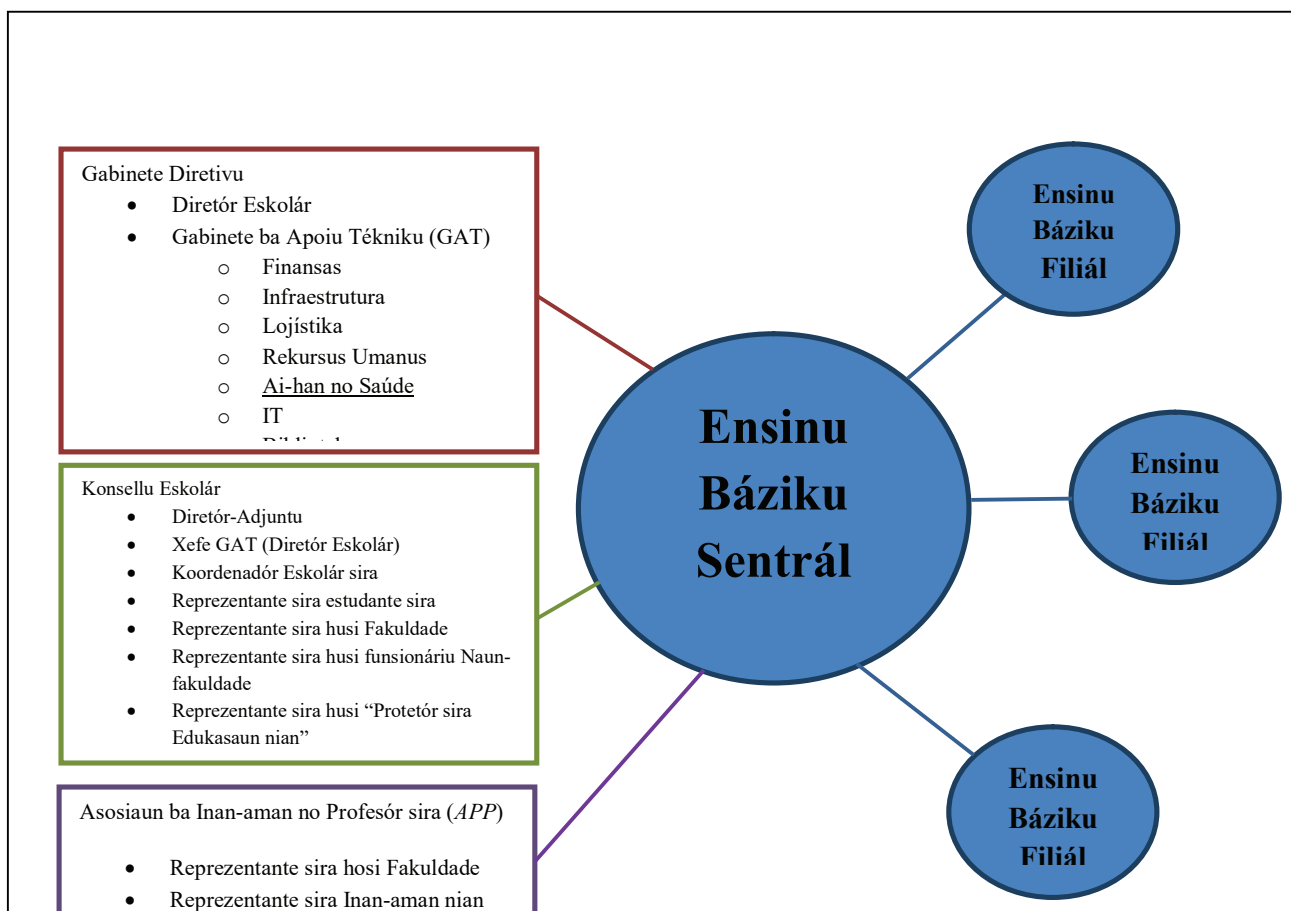 Gabinete Diretivu
• Diretór Eskolár
• Gabinete ba Apoiu Tékniku (GAT)
o Finansas
o Infraestrutura
o Lojístika
o Rekursus Umanus
o Ai-han no Saúde
o IT
Konsellu Eskolár
• Diretór-Adjuntu
• Xefe GAT (Diretór Eskolár)
• Koordenadór Eskolár sira
• Reprezentante sira estudante sira
• Reprezentante sira husi Fakuldade
• Reprezentante sira husi funsionáriu Naun-
fakuldade
• Reprezentante sira husi “Protetór sira
Edukasaun nian”
Asosiaun ba Inan-aman no Profesór sira (APP)
• Reprezentante sira hosi Fakuldade
• Reprezentante sira Inan-aman nian
Ensinu
Báziku
Sentrál
Ensinu
Báziku
Filiál
Ensinu
Báziku
Filiál
Ensinu
Báziku
Filiál